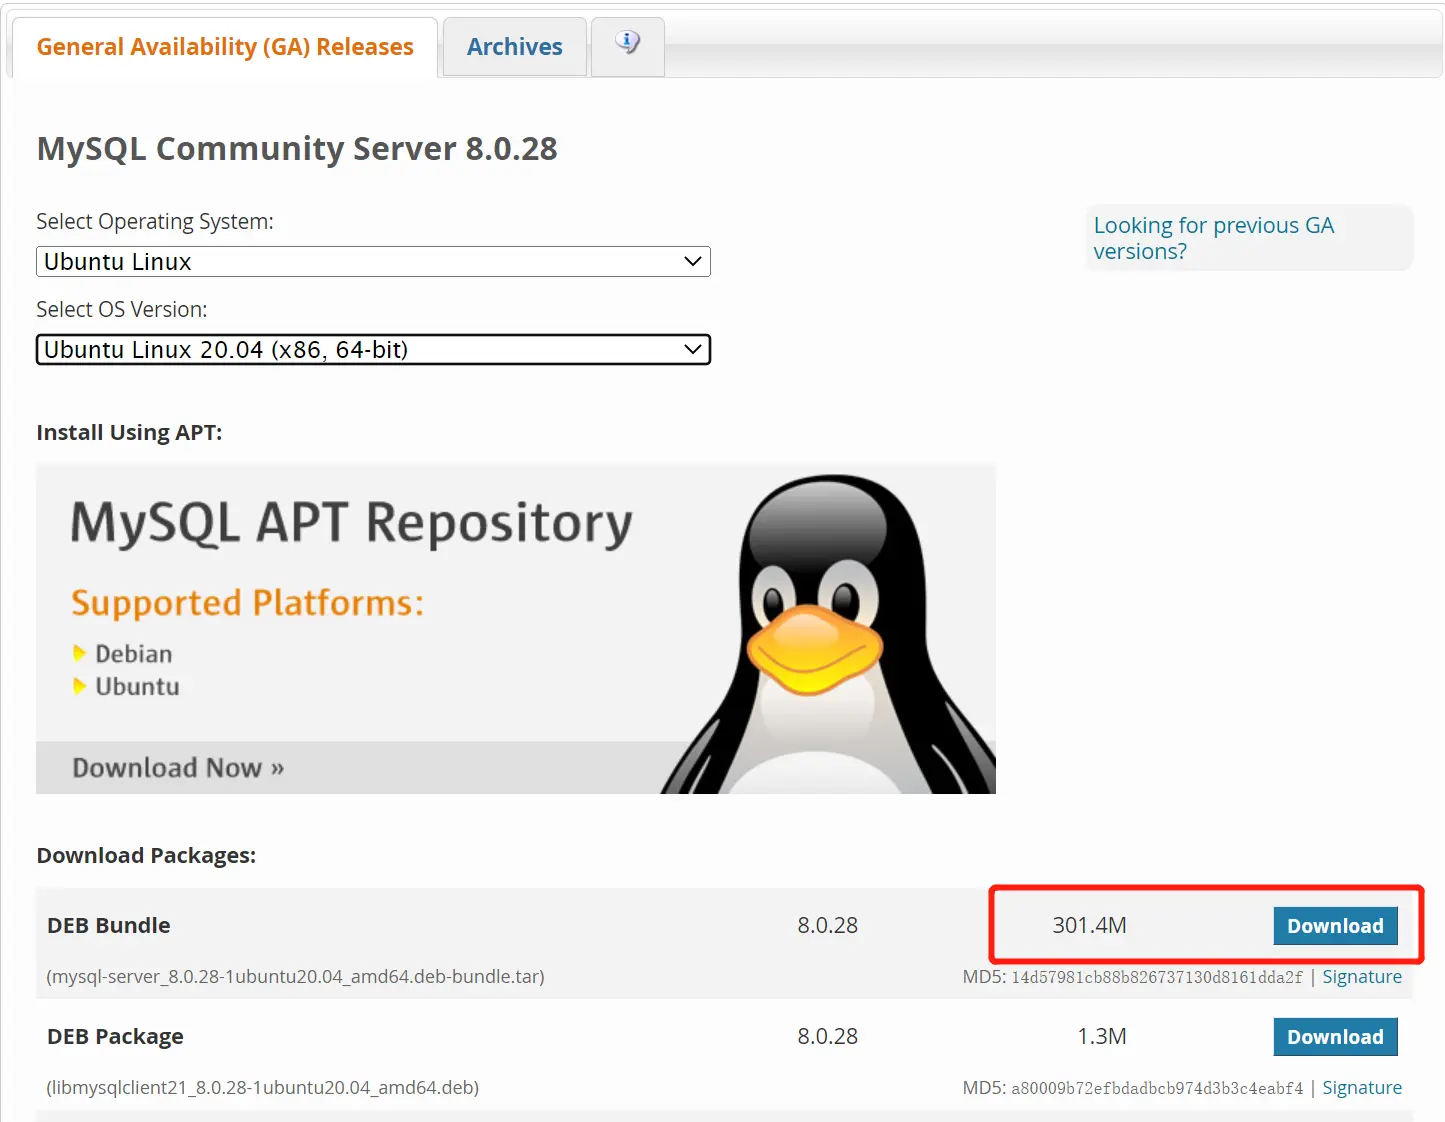 General Availability (GA) Releases
Archives
MySQL Community Server 8.0.28
Select Operating System:
Looking for previous GA
versions?
Ubuntu Linux
Select OS Version:
Ubuntu Linux 20.04 (x86, 64-bit)
Install Using APT:
MySQL APT Repository
Supported Platforms:
Debian
Ubuntu
Download Now »
Download Packages:
DEB Bundle 8.0.28 301.4M Download
(mysql-server_8.0.28-1ubuntu20.04_amd64.deb-bundle.tar) MD5: 14d57981cb88b826737130d8161dda2f | Signature
DEB Package 8.0.28 1.3M Download
(libmysqlclient21_8.0.28-1ubuntu20.04_amd64.deb) MD5: a80009b72efbdadbcb974d3b3c4eabf4 | Signature